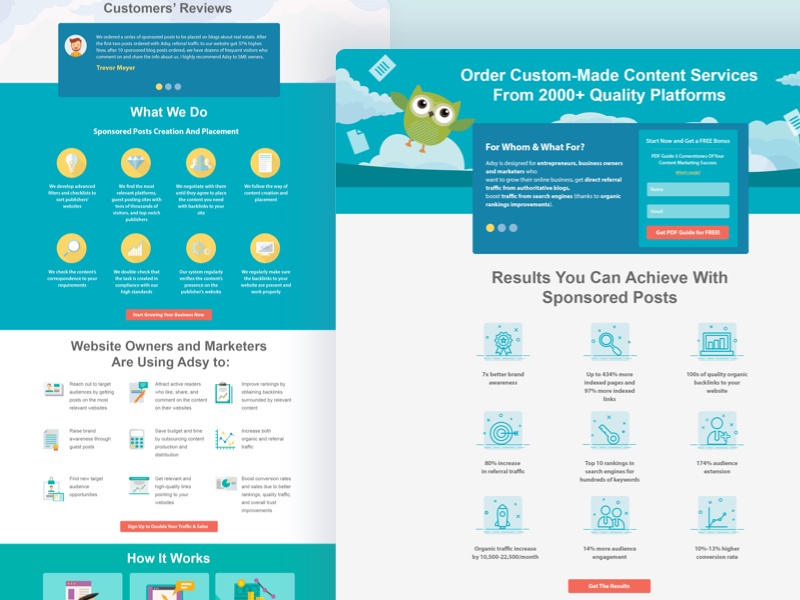 Customers' Reviews
We ordered a series of sponsored posts to be placed on blogs about real estate. After
the first two posts ordered with Adsy, referral traffic to our website got 37% higher.
Now, after 10 sponsored blog posts ordered, we have dozens of frequent visitors who
comment on and share the info about us. I highly recommend Adsy to SME owners.
Trevor Meyer
What We Do
Sponsored Posts Creation And Placement
We develop advanced
filters and checklists to
sort publishers'
websites
We find the most
relevant platforms,
guest posting sites with
tens of thousands of
visitors, and top notch
publishers
We negotiate with them
until they agree to place
the content you need
with backlinks to your
site
We follow the way of
content creation and
placement
We check the content's
correspondence to your
requirements
We double check that
the task is created in
compliance with our
high standards
Our system regularly
verifies the content's
presence on the
publisher's website
We regularly make sure
the backlinks to your
website are present and
work properly
Start Growing Your Business Now
Website Owners and Marketers
Are Using Adsy to:
Reach out to target
audiences by getting
posts on the most
relevant websites
Attract active readers
who like, share, and
comment on the content
on their websites
Improve rankings by
obtaining backlinks
surrounded by relevant
content
Raise brand
awareness through
guest posts
Save budget and time
by outsourcing content
production and
distribution
Increase both
organic and referral
traffic
Find new target
audience
opportunities
Get relevant and
high-quality links
pointing to your
websites
Boost conversion rates
and sales due to better
rankings, quality traffic,
and overall trust
improvements
Sign Up to Double Your Traffic & Sales
How It Works
Order Custom-Made Content Services
From 2000+ Quality Platforms
For Whom & What For?
Adsy is designed for entrepreneurs, business owners
and marketers who
want to grow their online business, get direct referral
traffic from authoritative blogs,
boost traffic from search engines (thanks to organic
rankings improvements).
Start Now and Get a FREE Bonus
PDF Guide 5 Cornerstones Of Your
Content Marketing Success
What's inside?
Name
Email
Get PDF Guide for FREE!
Results You Can Achieve With
Sponsored Posts
7x better brand
awareness
Up to 434% more
indexed pages and
97% more indexed
links
100s of quality organic
backlinks to your
website
80% increase
in referral traffic
Top 10 rankings in
search engines for
hundreds of keywords
174% audience
extension
Organic traffic increase
by 10,500-22,500/month
14% more audience
engagement
10%-13% higher
conversion rate
Get The Results